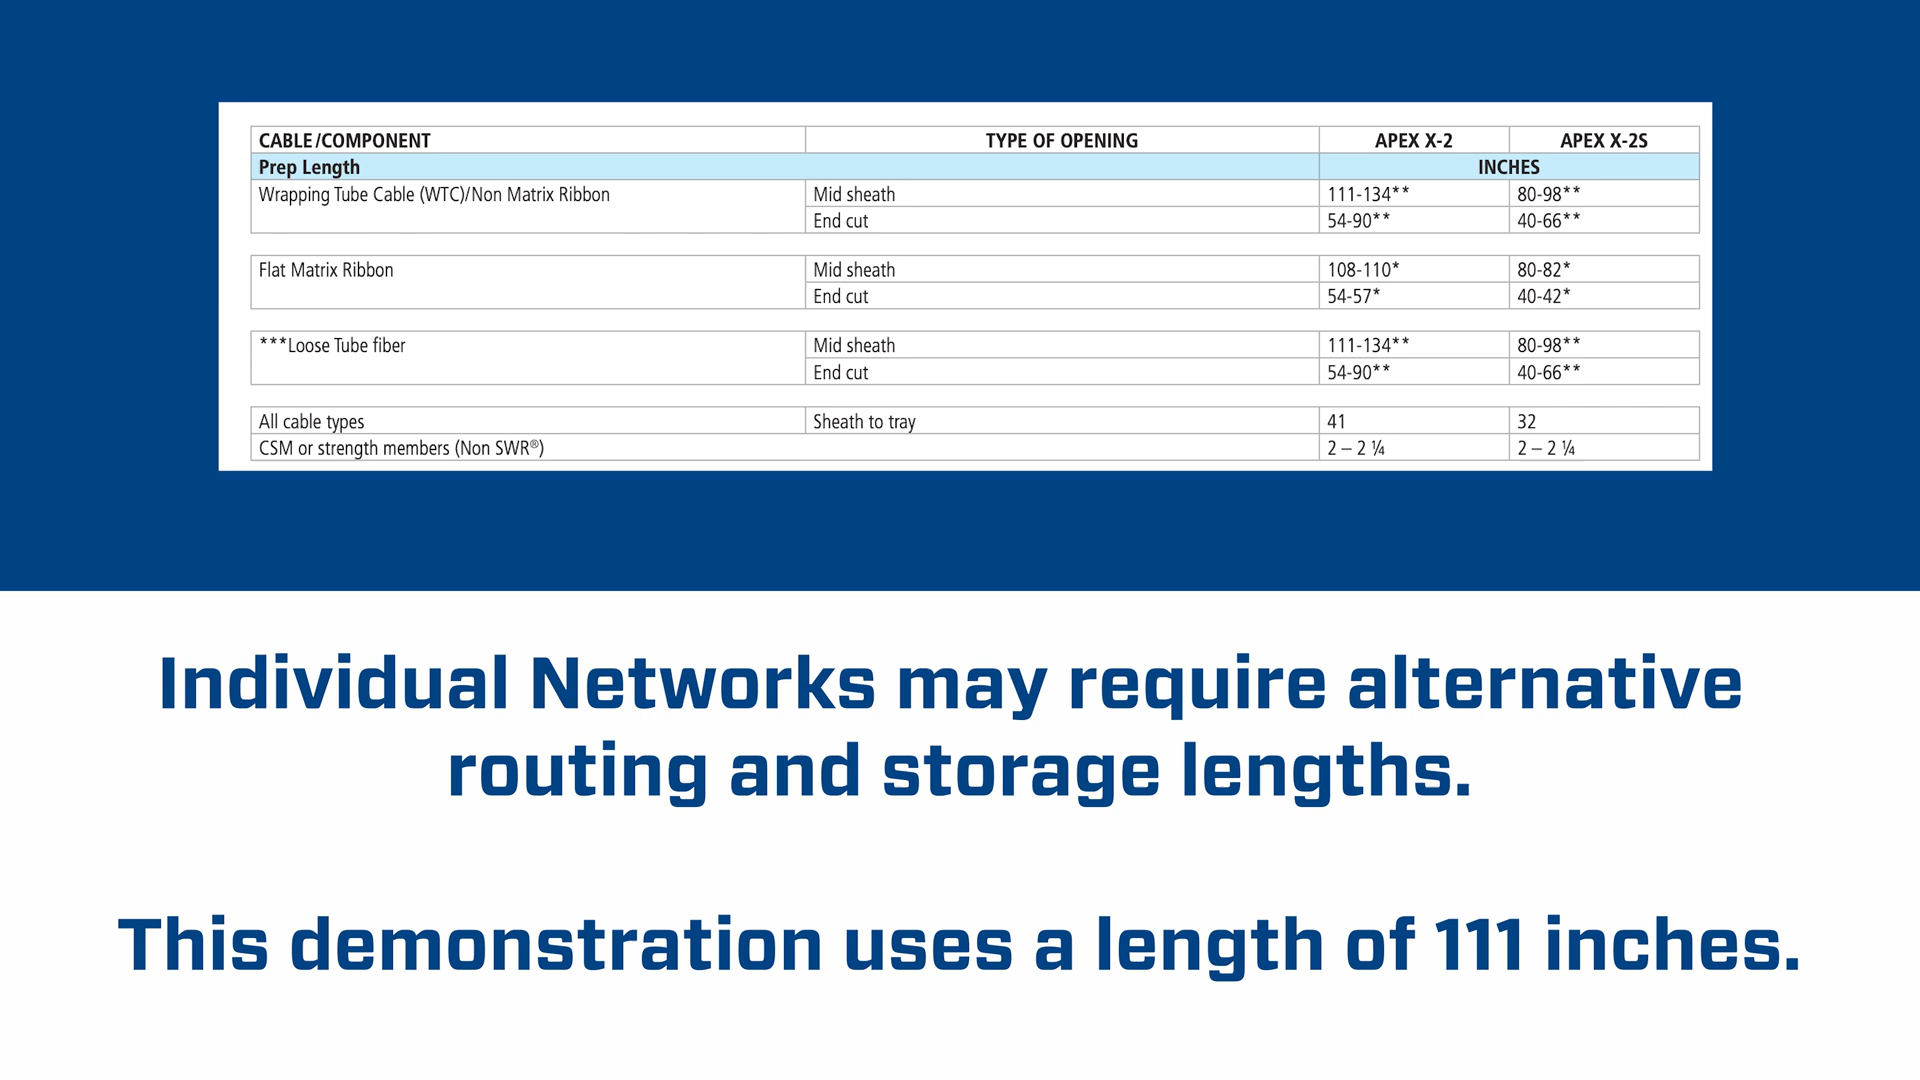 CABLE/COMPONENT TYPE OF OPENING APEX X-2 APEX X-2S
Prep Length INCHES
Wrapping Tube Cable (WTC)/Non Matrix Ribbon Mid sheath 111-134** 80-98**
End cut 54-90** 40-66**
Flat Matrix Ribbon Mid sheath 108-110* 80-82*
End cut 54-57* 40-42*
***Loose Tube fiber Mid sheath 111-134** 80-98**
End cut 54-90** 40-66**
All cable types Sheath to tray 41 32
CSM or strength members (Non SWR®) 2 – 2 ¼ 2 – 2 ¼
Individual Networks may require alternative
routing and storage lengths.
This demonstration uses a length of 111 inches.